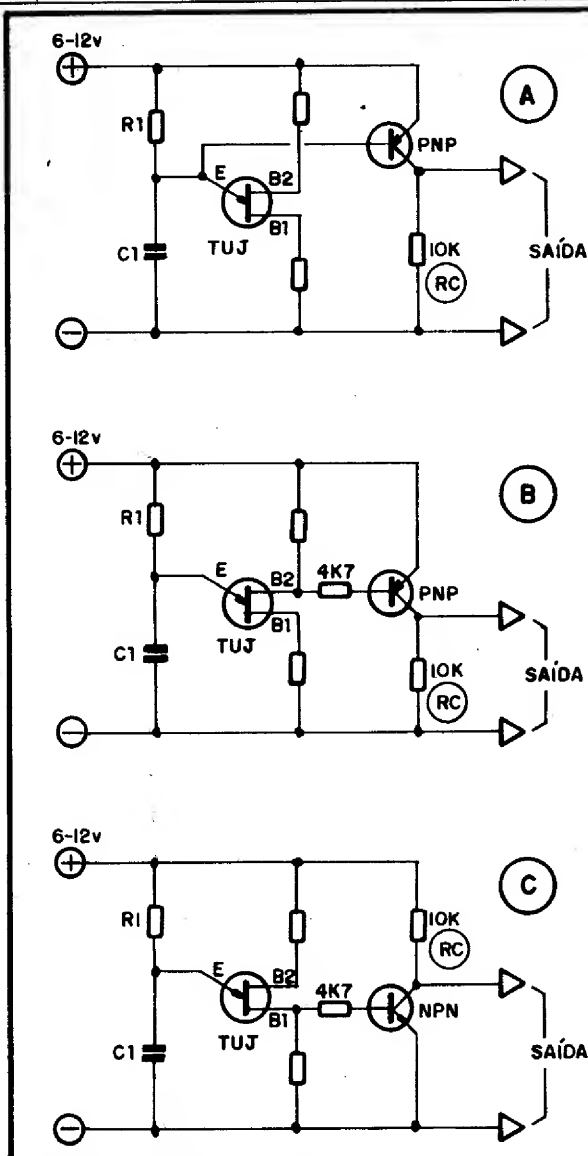 6-12v
A
R1
PNP
E
B2
B1
TUJ
C1
10K
RC
SAÍDA
6-12v
B
R1
E
B2
4K7
PNP
B1
TUJ
C1
10K
RC
SAÍDA
6-12v
C
R1
10K
RC
E
B2
4K7
NPN
B1
TUJ
C1
SAÍDA